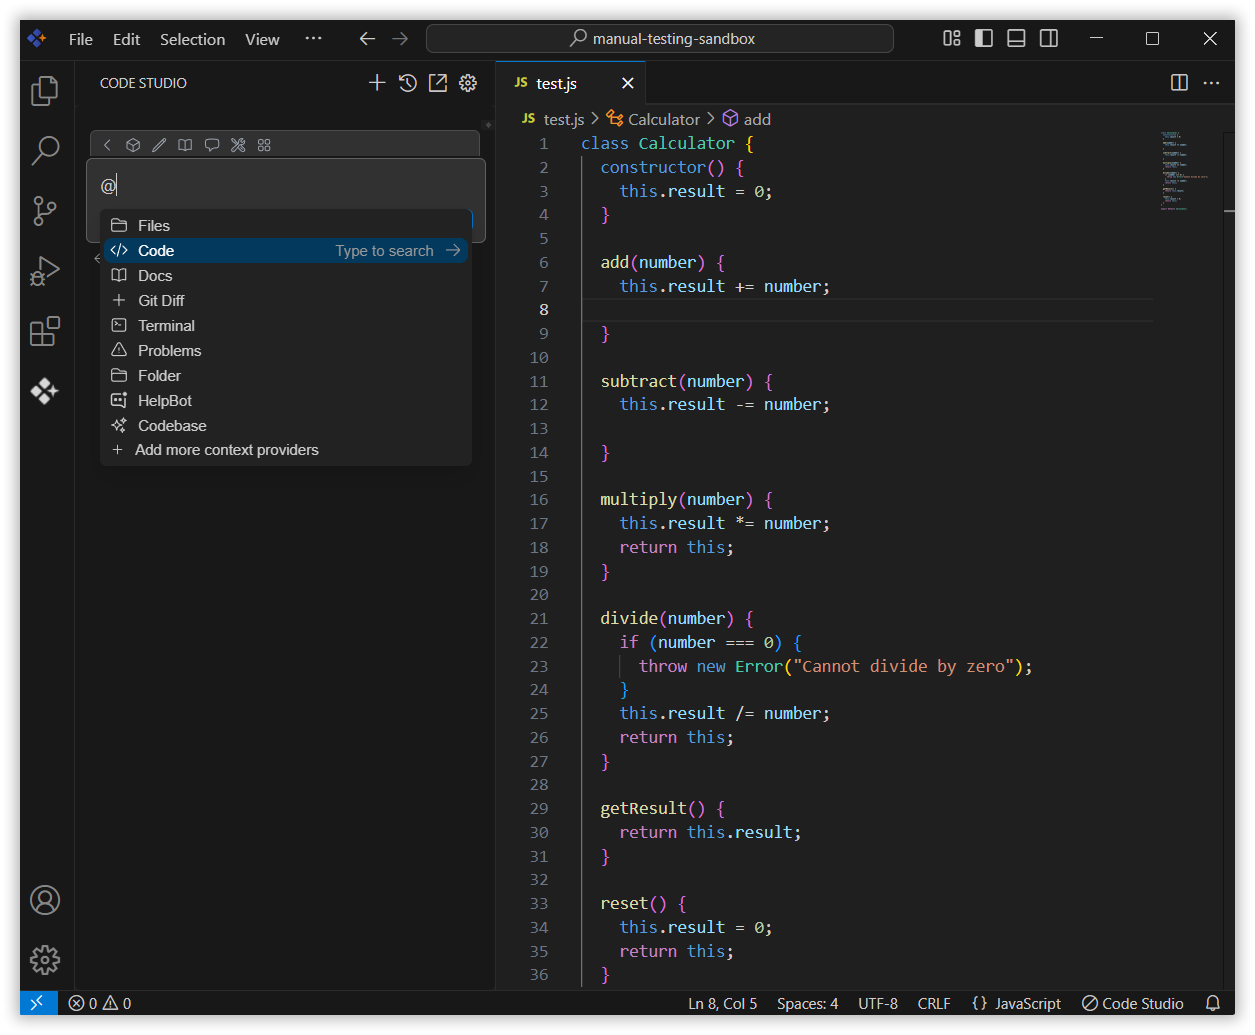 File Edit Selection View ··· manual-testing-sandbox
CODE STUDIO
@
Files
Code Type to search
Docs
Git Diff
Terminal
Problems
Folder
HelpBot
Codebase
Add more context providers
JS test.js
JS test.js > Calculator > add
1 class Calculator {
2 constructor() {
3 this.result = 0;
4 }
5
6 add(number) {
7 this.result += number;
8
9 }
10
11 subtract(number) {
12 this.result -= number;
13
14 }
15
16 multiply(number) {
17 this.result *= number;
18 return this;
19 }
20
21 divide(number) {
22 if (number === 0) {
23 throw new Error("Cannot divide by zero");
24 }
25 this.result /= number;
26 return this;
27 }
28
29 getResult() {
30 return this.result;
31 }
32
33 reset() {
34 this.result = 0;
35 return this;
36 }
0 0 Ln 8, Col 5 Spaces: 4 UTF-8 CRLF {} JavaScript Code Studio